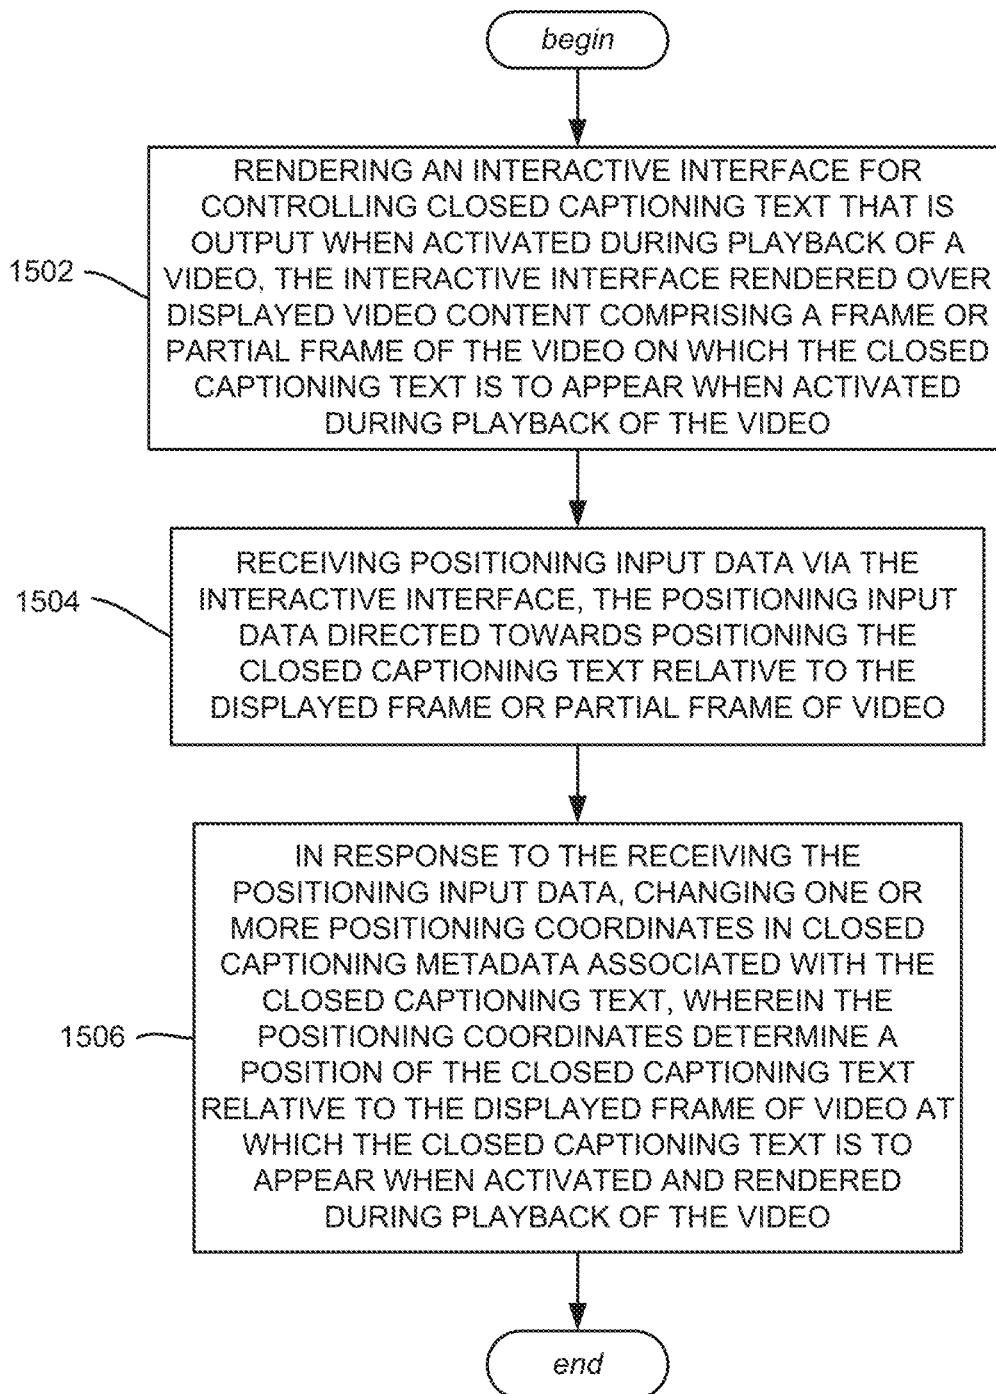 begin
RENDERING AN INTERACTIVE INTERFACE FOR
CONTROLLING CLOSED CAPTIONING TEXT THAT IS
OUTPUT WHEN ACTIVATED DURING PLAYBACK OF A
VIDEO, THE INTERACTIVE INTERFACE RENDERED OVER
DISPLAYED VIDEO CONTENT COMPRISING A FRAME OR
PARTIAL FRAME OF THE VIDEO ON WHICH THE CLOSED
CAPTIONING TEXT IS TO APPEAR WHEN ACTIVATED
DURING PLAYBACK OF THE VIDEO
1502
RECEIVING POSITIONING INPUT DATA VIA THE
INTERACTIVE INTERFACE, THE POSITIONING INPUT
DATA DIRECTED TOWARDS POSITIONING THE
CLOSED CAPTIONING TEXT RELATIVE TO THE
DISPLAYED FRAME OR PARTIAL FRAME OF VIDEO
1504
IN RESPONSE TO THE RECEIVING THE
POSITIONING INPUT DATA, CHANGING ONE OR
MORE POSITIONING COORDINATES IN CLOSED
CAPTIONING METADATA ASSOCIATED WITH THE
CLOSED CAPTIONING TEXT, WHEREIN THE
POSITIONING COORDINATES DETERMINE A
POSITION OF THE CLOSED CAPTIONING TEXT
RELATIVE TO THE DISPLAYED FRAME OF VIDEO AT
WHICH THE CLOSED CAPTIONING TEXT IS TO
APPEAR WHEN ACTIVATED AND RENDERED
DURING PLAYBACK OF THE VIDEO
1506
end